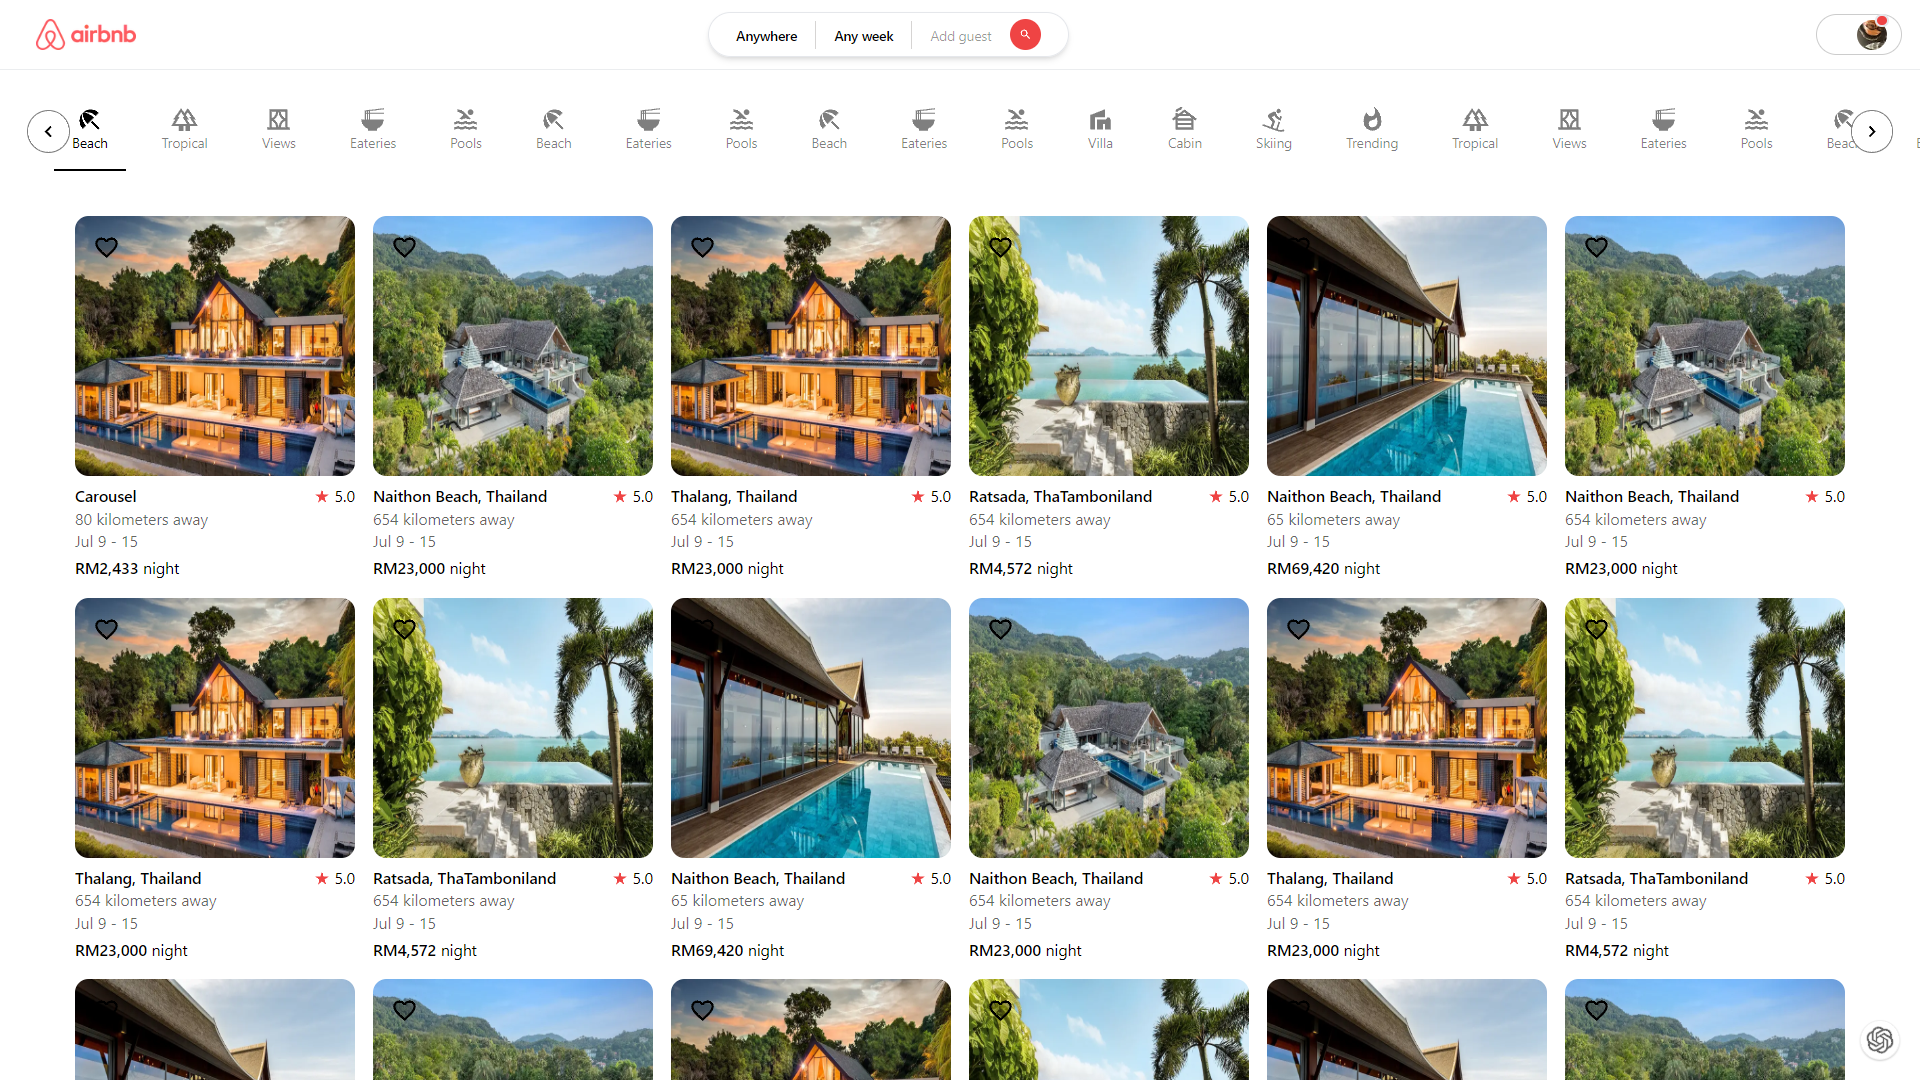 airbnb
Anywhere
Any week
Add guest
Beach
Tropical
Views
Eateries
Pools
Beach
Eateries
Pools
Beach
Eateries
Pools
Villa
Cabin
Skiing
Trending
Tropical
Views
Eateries
Pools
Carousel 5.0
80 kilometers away
Jul 9 - 15
RM2,433 night
Naithon Beach, Thailand 5.0
654 kilometers away
Jul 9 - 15
RM23,000 night
Thalang, Thailand 5.0
654 kilometers away
Jul 9 - 15
RM23,000 night
Ratsada, ThaTamboniland 5.0
654 kilometers away
Jul 9 - 15
RM4,572 night
Naithon Beach, Thailand 5.0
65 kilometers away
Jul 9 - 15
RM69,420 night
Naithon Beach, Thailand 5.0
654 kilometers away
Jul 9 - 15
RM23,000 night
Thalang, Thailand 5.0
654 kilometers away
Jul 9 - 15
RM23,000 night
Ratsada, ThaTamboniland 5.0
654 kilometers away
Jul 9 - 15
RM4,572 night
Naithon Beach, Thailand 5.0
65 kilometers away
Jul 9 - 15
RM69,420 night
Naithon Beach, Thailand 5.0
654 kilometers away
Jul 9 - 15
RM23,000 night
Thalang, Thailand 5.0
654 kilometers away
Jul 9 - 15
RM23,000 night
Ratsada, ThaTamboniland 5.0
654 kilometers away
Jul 9 - 15
RM4,572 night